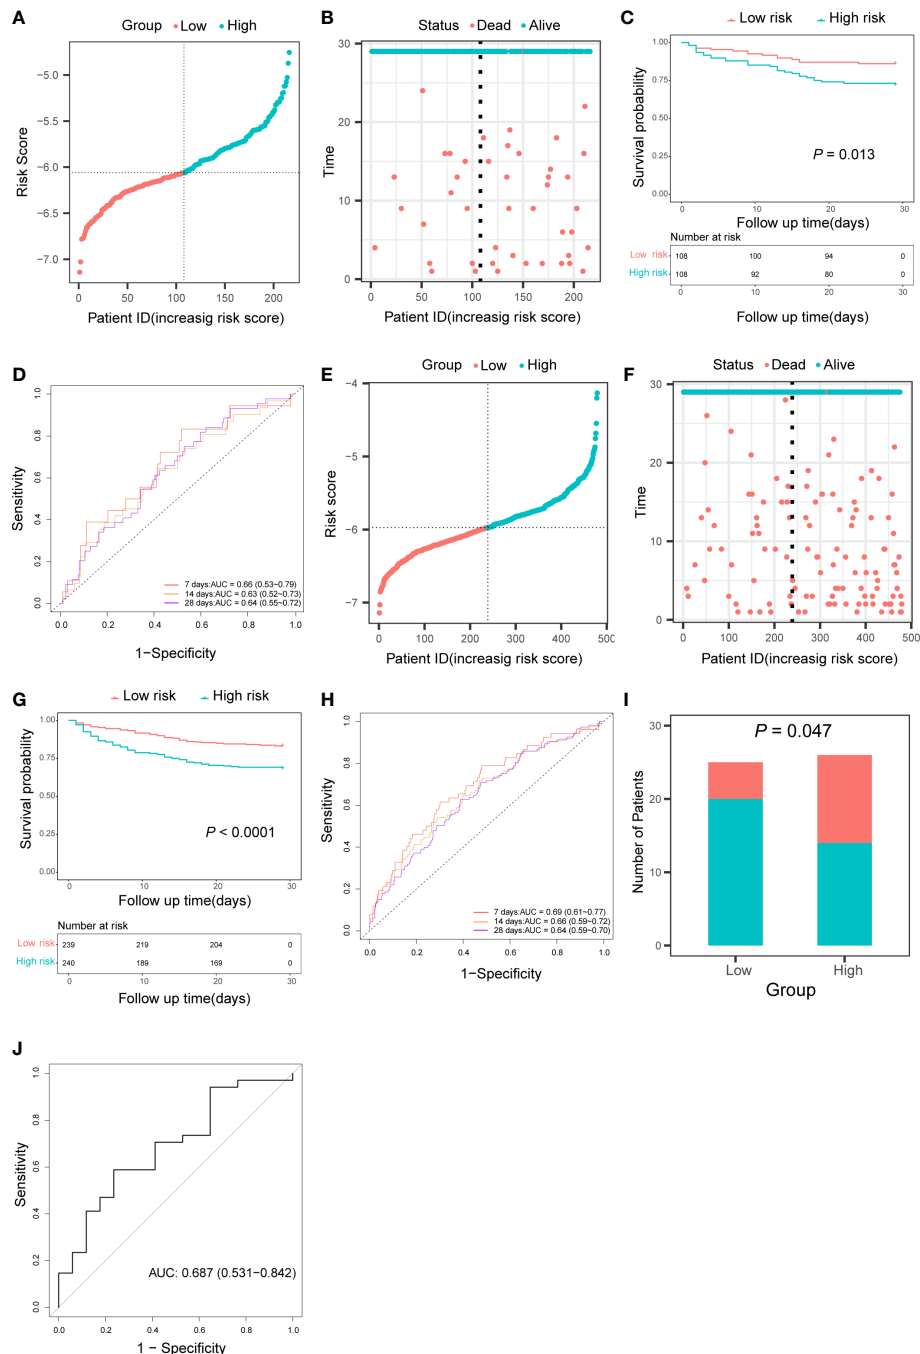 A
Group Low High
Risk Score
−5.0
−5.5
−6.0
−6.5
−7.0
0 50 100 150 200
Patient ID(increasig risk score)
B
Status Dead Alive
Time
30
20
10
0
0 50 100 150 200
Patient ID(increasig risk score)
C
Low risk High risk
Survival probability
1.00
0.75
0.50
0.25
0.00
P = 0.013
0 10 20 30
Follow up time(days)
Number at risk
Low risk 108 100 94 0
High risk 108 92 80 0
0 10 20 30
Follow up time(days)
D
Sensitivity
1.0
0.8
0.6
0.4
0.2
0.0
7 days:AUC = 0.66 (0.53~0.79)
14 days:AUC = 0.63 (0.52~0.73)
28 days:AUC = 0.64 (0.55~0.72)
0.0 0.2 0.4 0.6 0.8 1.0
1−Specificity
E
Group Low High
Risk score
−4
−5
−6
−7
0 100 200 300 400 500
Patient ID(increasig risk score)
F
Status Dead Alive
Time
30
20
10
0
0 100 200 300 400 500
Patient ID(increasig risk score)
G
Low risk High risk
Survival probability
1.00
0.75
0.50
0.25
0.00
P < 0.0001
0 10 20 30
Follow up time(days)
Number at risk
Low risk 239 219 204 0
High risk 240 189 169 0
0 10 20 30
Follow up time(days)
H
Sensitivity
1.0
0.8
0.6
0.4
0.2
0.0
7 days:AUC = 0.69 (0.61~0.77)
14 days:AUC = 0.66 (0.59~0.72)
28 days:AUC = 0.64 (0.59~0.70)
0.0 0.2 0.4 0.6 0.8 1.0
1−Specificity
I
P = 0.047
Number of Patients
30
20
10
0
Low High
Group
J
Sensitivity
1.0
0.8
0.6
0.4
0.2
0.0
AUC: 0.687 (0.531−0.842)
0.0 0.2 0.4 0.6 0.8 1.0
1 − Specificity